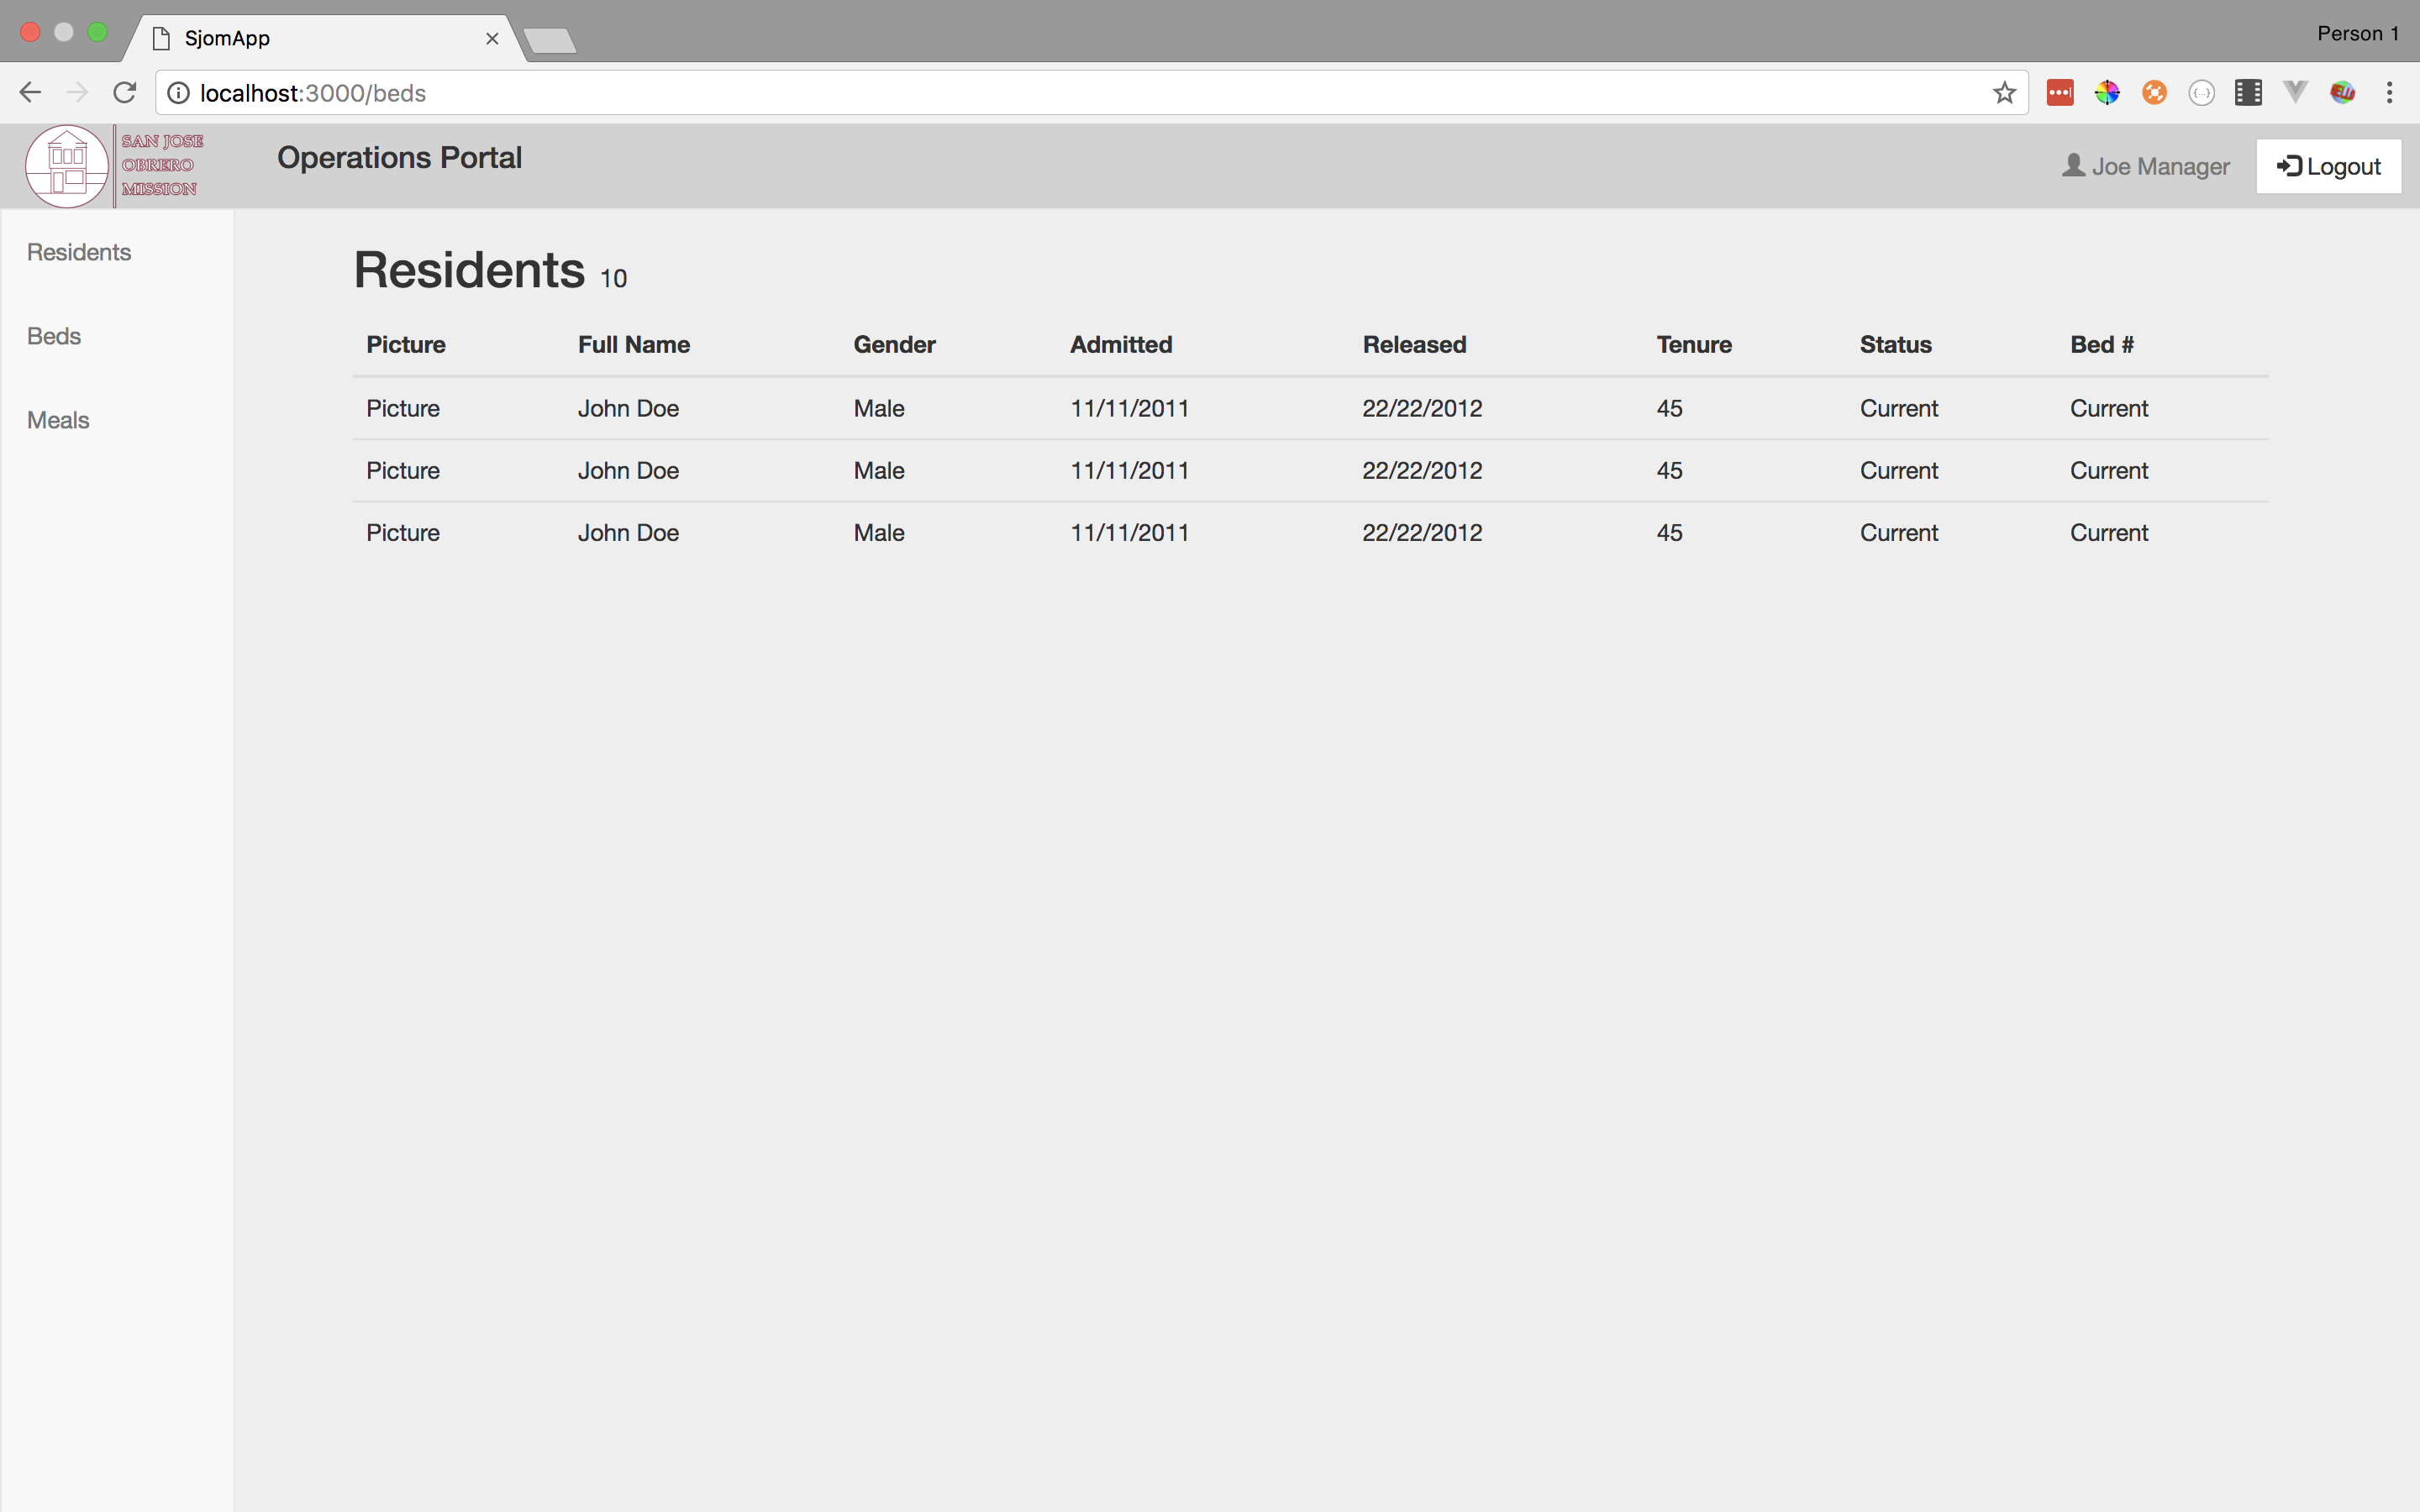 SjomApp
Person 1
localhost:3000/beds
SAN JOSE
OBRERO
MISSION
Operations Portal
Joe Manager
Logout
Residents
Beds
Meals
Residents 10
Picture Full Name Gender Admitted Released Tenure Status Bed #
Picture John Doe Male 11/11/2011 22/22/2012 45 Current Current
Picture John Doe Male 11/11/2011 22/22/2012 45 Current Current
Picture John Doe Male 11/11/2011 22/22/2012 45 Current Current